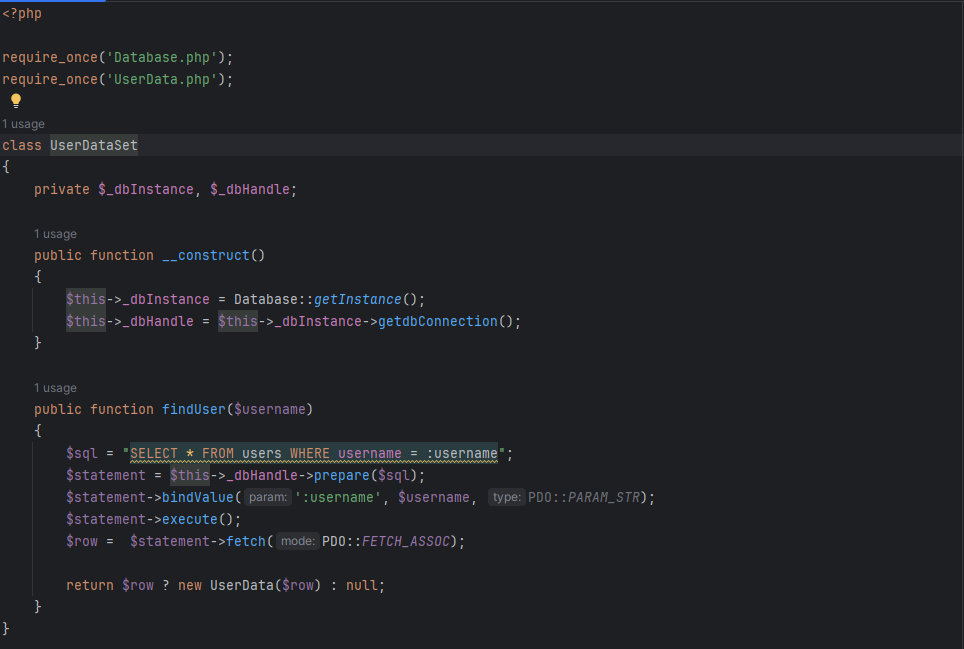 <?php
require_once('Database.php');
require_once('UserData.php');
1 usage
class UserDataSet
{
private $_dbInstance, $_dbHandle;
1 usage
public function __construct()
{
$this->_dbInstance = Database::getInstance();
$this->_dbHandle = $this->_dbInstance->getdbConnection();
}
1 usage
public function findUser($username)
{
$sql = "SELECT * FROM users WHERE username = :username";
$statement = $this->_dbHandle->prepare($sql);
$statement->bindValue( param: ':username', $username, type: PDO::PARAM_STR);
$statement->execute();
$row =  $statement->fetch( mode: PDO::FETCH_ASSOC);
return $row ? new UserData($row) : null;
}
}